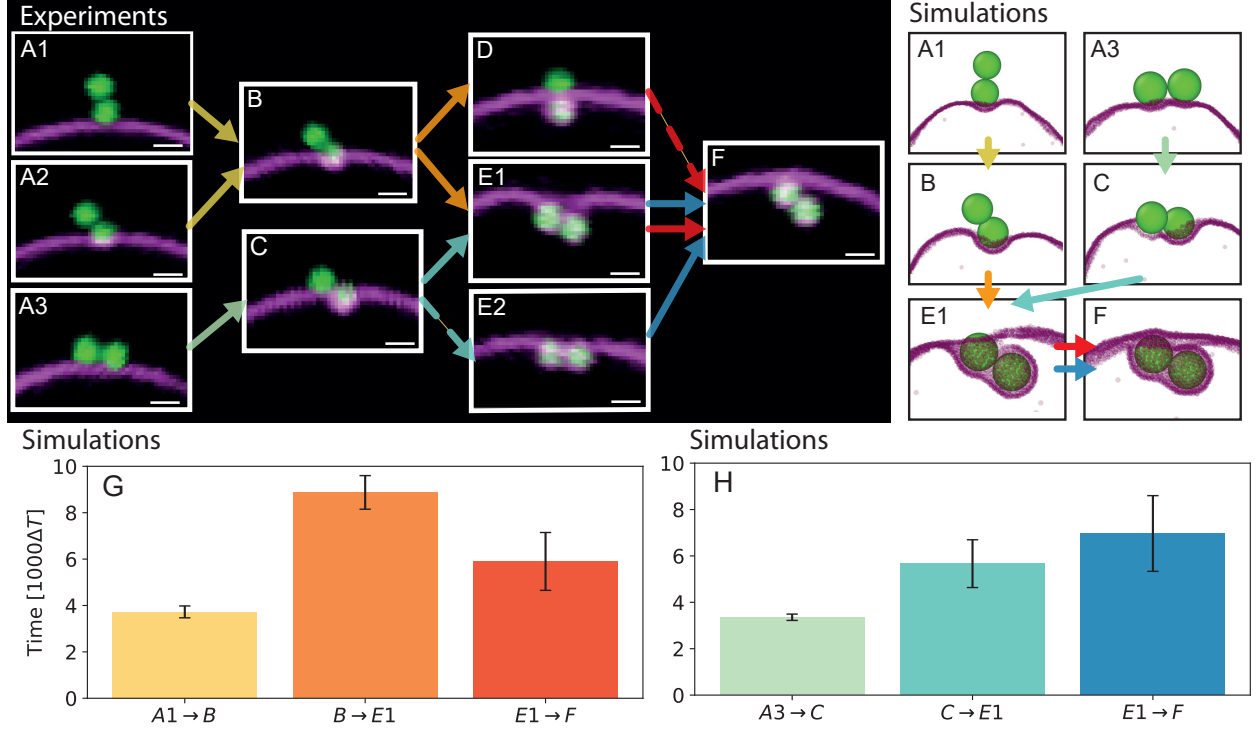 Experiments
A1
A2
A3
B
C
D
E1
E2
F
Simulations
A1
A3
B
C
E1
F
Simulations
G
Time [1000ΔT]
10
8
6
4
2
0
A1→B
B→E1
E1→F
Simulations
H
10
8
6
4
2
0
A3→C
C→E1
E1→F